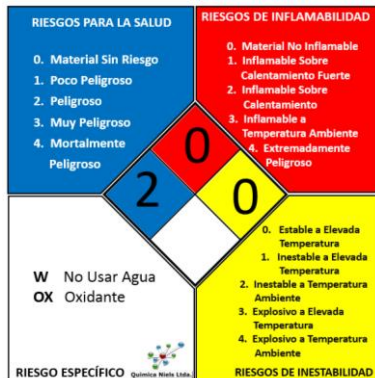 RIESGOS PARA LA SALUD
0. Material Sin Riesgo
1. Poco Peligroso
2. Peligroso
3. Muy Peligroso
4. Mortalmente
Peligroso
RIESGOS DE INFLAMABILIDAD
0. Material No Inflamable
1. Inflamable Sobre
Calentamiento Fuerte
2. Inflamable Sobre
Calentamiento
3. Inflamable a
Temperatura Ambiente
4. Extremadamente
Peligroso
0
2
0
W No Usar Agua
OX Oxidante
RIESGO ESPECÍFICO
Química Niels Ltda.
0. Estable a Elevada
Temperatura
1. Inestable a Elevada
Temperatura
2. Inestable a Temperatura
Ambiente
3. Explosivo a Elevada
Temperatura
4. Explosivo a Temperatura
Ambiente
RIESGOS DE INESTABILIDAD